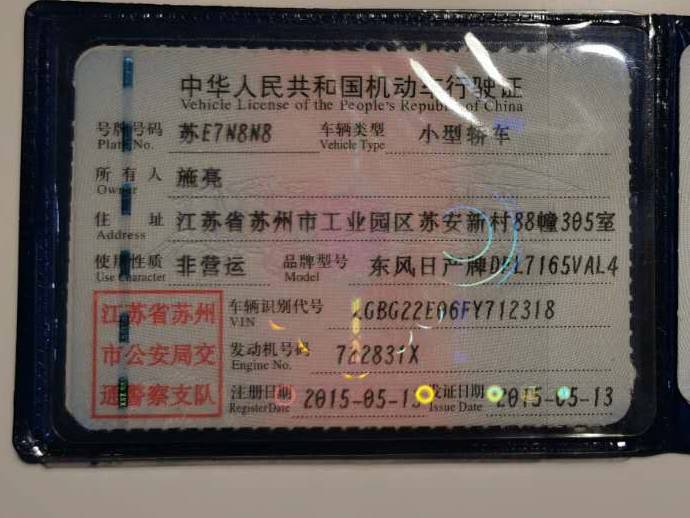 中华人民共和国机动车行驶证
Vehicle License of the People's Republic of China
号牌号码 苏E7N8N8 车辆类型 小型轿车
Plate No. Vehicle Type
所有人 施亮
Owner
住址 江苏省苏州市工业园区苏安新村88幢305室
Address
使用性质 非营运 品牌型号 东风日产牌DFL7165VAL4
Use Character Model
江苏省苏州 车辆识别代号 LGBG22E06FY712318
VIN
市公安局交 发动机号码
Engine No.
通警察支队 注册日期 2015-05-13 发证日期 2015-05-13
Register Date Issue Date